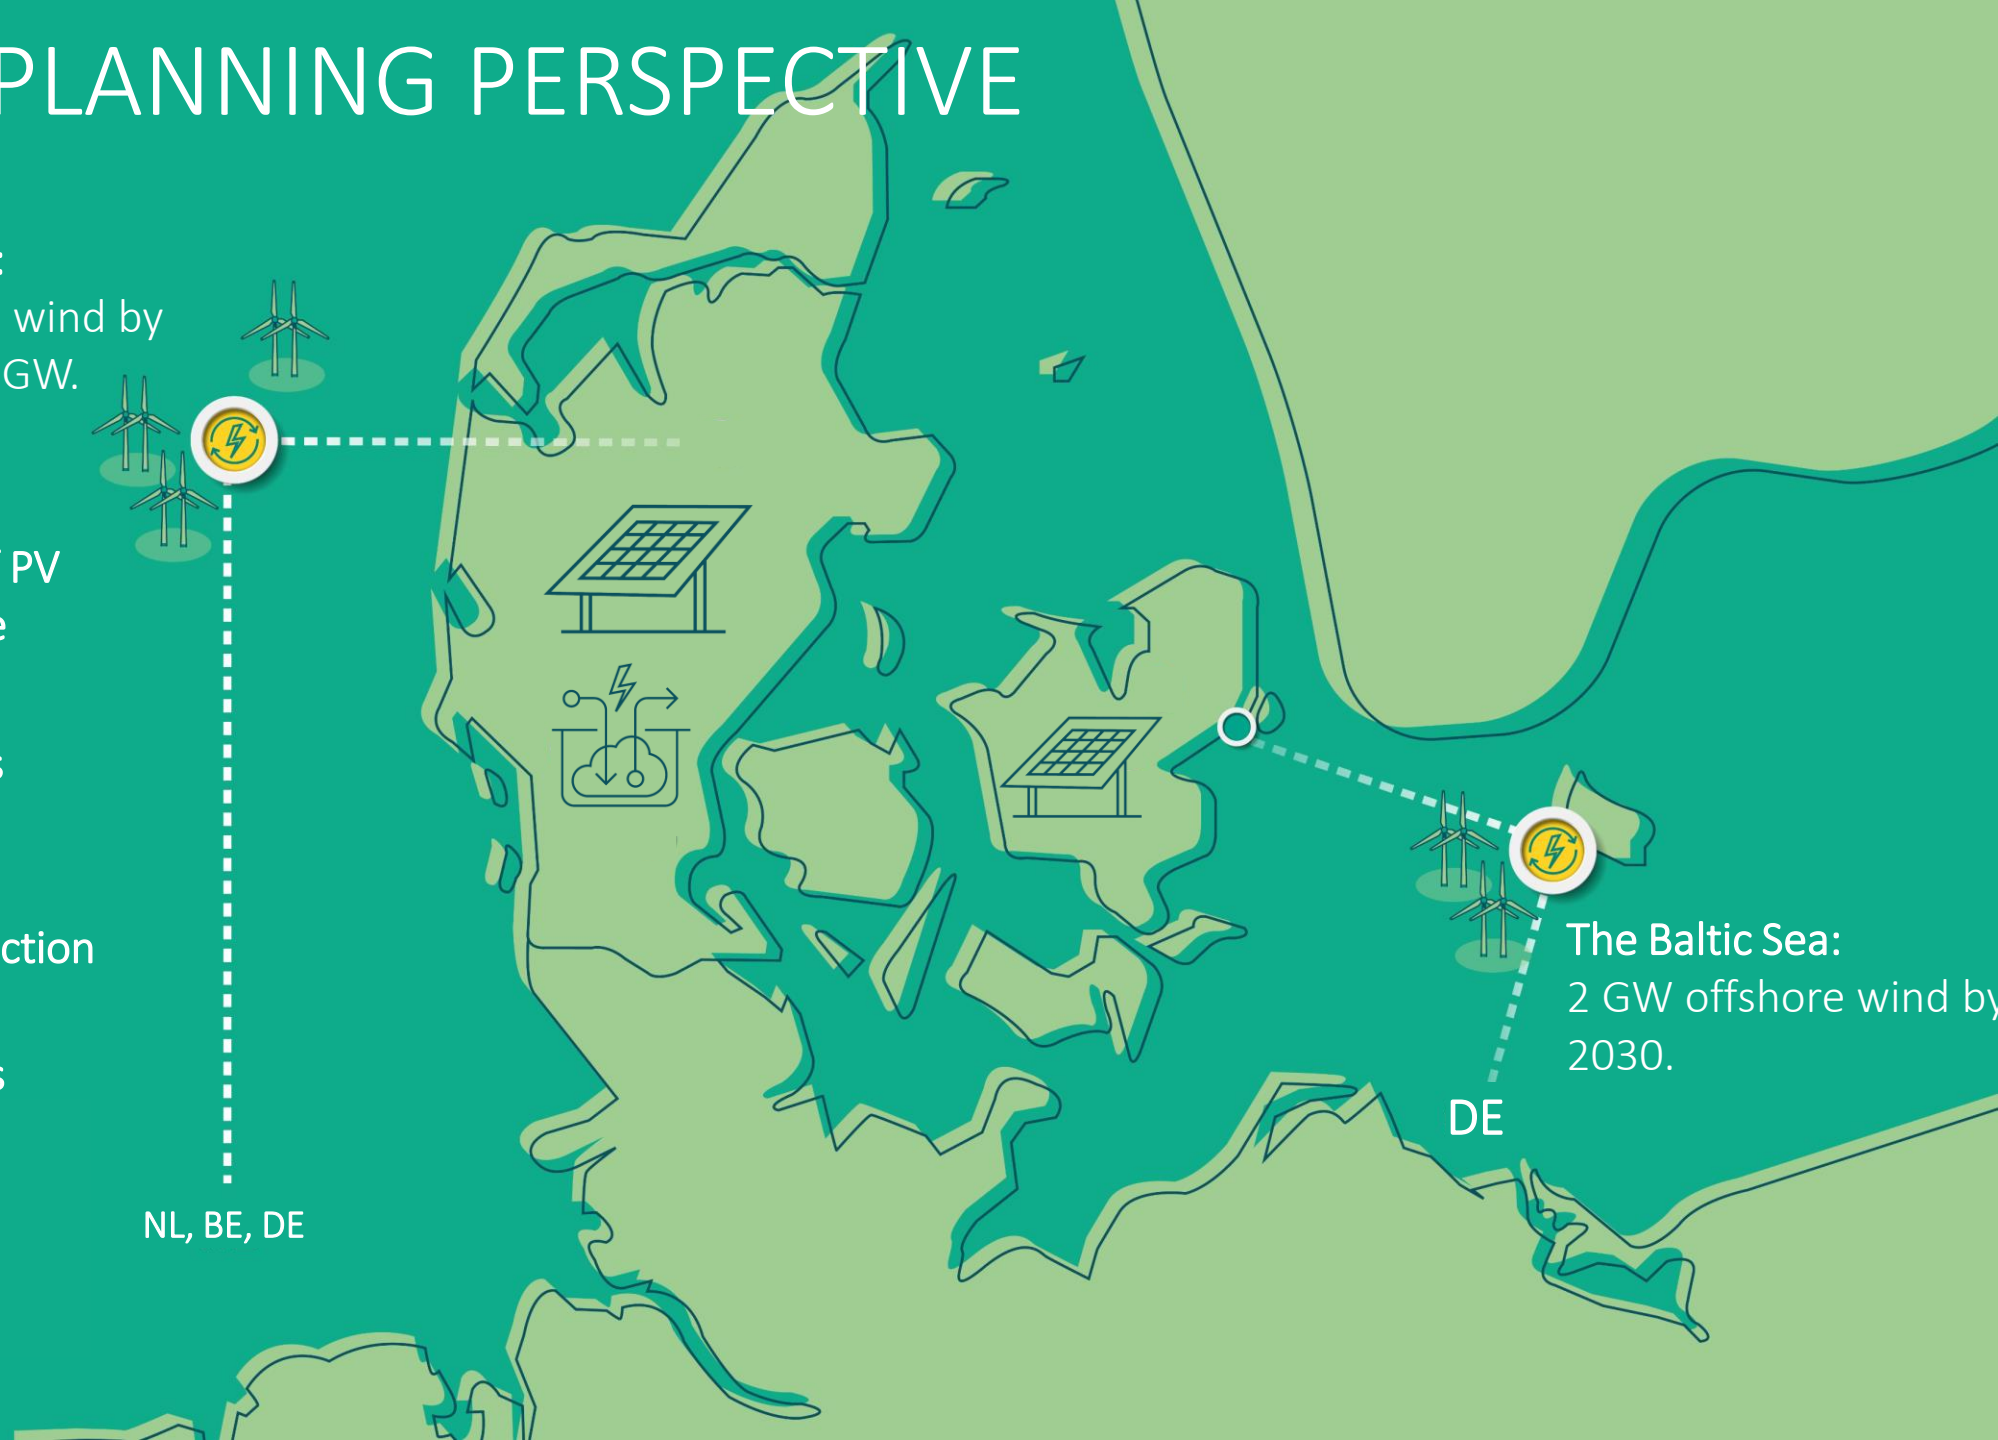 PLANNING PERSPECTIVE
:
wind by
GW.
PV
e
s
ction
s
NL, BE, DE
The Baltic Sea:
2 GW offshore wind by
2030.
DE